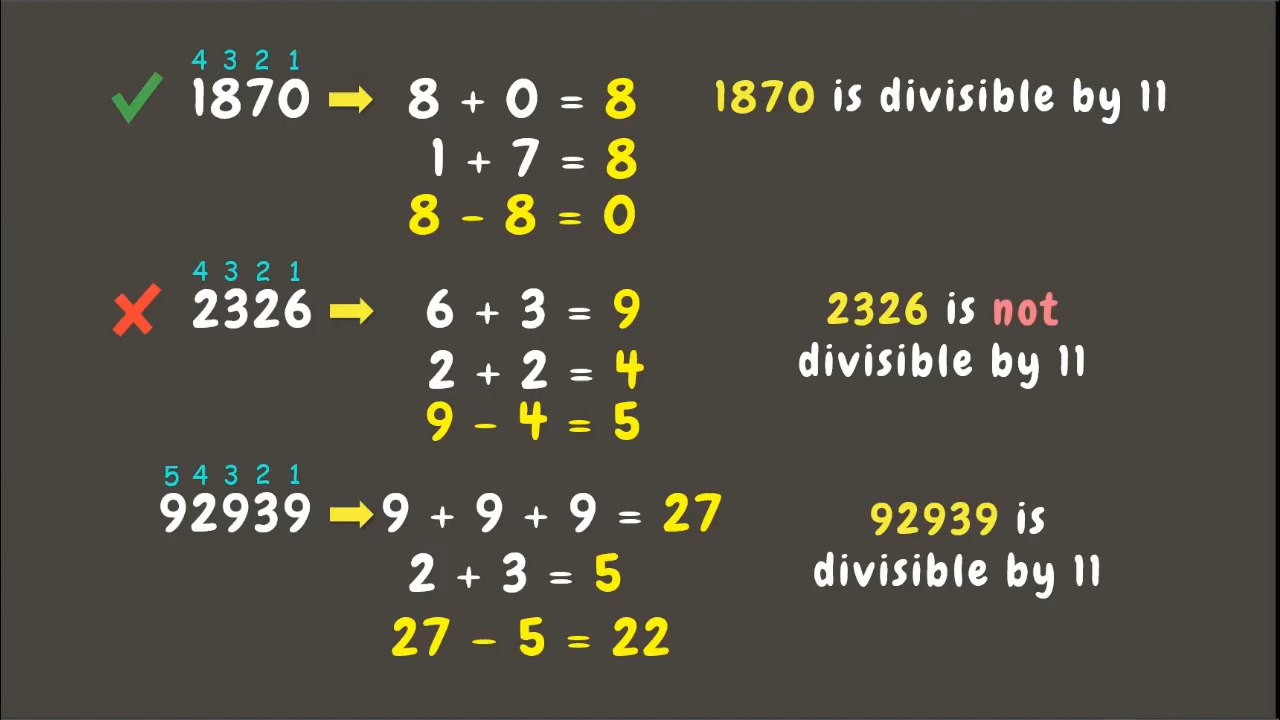 4 3 2 1
1870 8 + 0 = 8 1870 is divisible by 11
1 + 7 = 8
8 - 8 = 0
4 3 2 1
2326 6 + 3 = 9 2326 is not
2 + 2 = 4 divisible by 11
9 - 4 = 5
5 4 3 2 1
92939 9 + 9 + 9 = 27 92939 is
2 + 3 = 5 divisible by 11
27 - 5 = 22